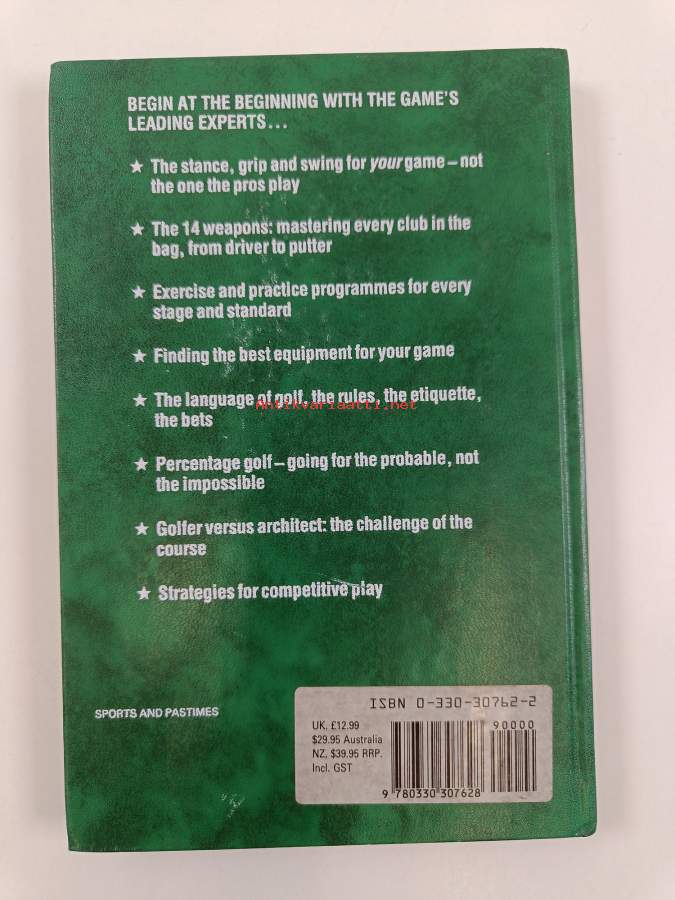 BEGIN AT THE BEGINNING WITH THE GAME'S
LEADING EXPERTS...
★ The stance, grip and swing for your game – not
the one the pros play
★ The 14 weapons: mastering every club in the
bag, from driver to putter
★ Exercise and practice programmes for every
stage and standard
★ Finding the best equipment for your game
★ The language of golf, the rules, the etiquette,
the bets
Antikvariaatti.net
★ Percentage golf – going for the probable, not
the impossible
★ Golfer versus architect: the challenge of the
course
★ Strategies for competitive play
SPORTS AND PASTIMES
ISBN 0-330-30762-2
UK. £12.99
$29.95 Australia
NZ. $39.95 RRP.
Incl. GST
90000
9 780330 307628